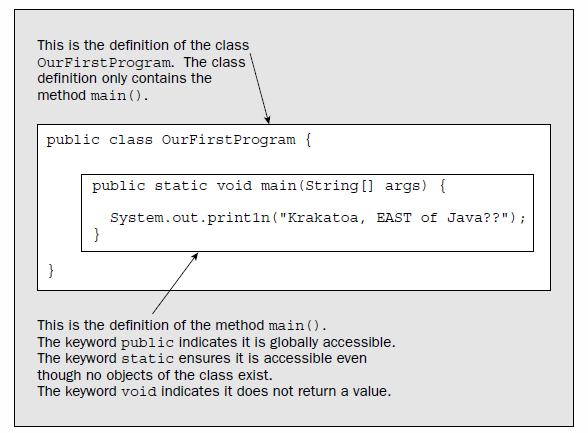 This is the definition of the class
OurFirstProgram. The class
definition only contains the
method main().
public class OurFirstProgram {
public static void main(String[] args) {
System.out.print1n("Krakatoa, EAST of Java??");
}
}
This is the definition of the method main().
The keyword public indicates it is globally accessible.
The keyword static ensures it is accessible even
though no objects of the class exist.
The keyword void indicates it does not return a value.